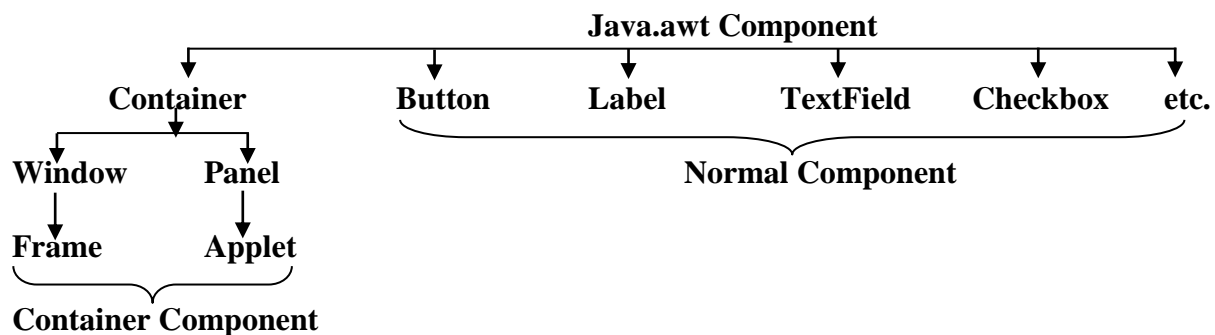 Java.awt Component
Container Button Label TextField Checkbox etc.
Window Panel Normal Component
Frame Applet
Container Component